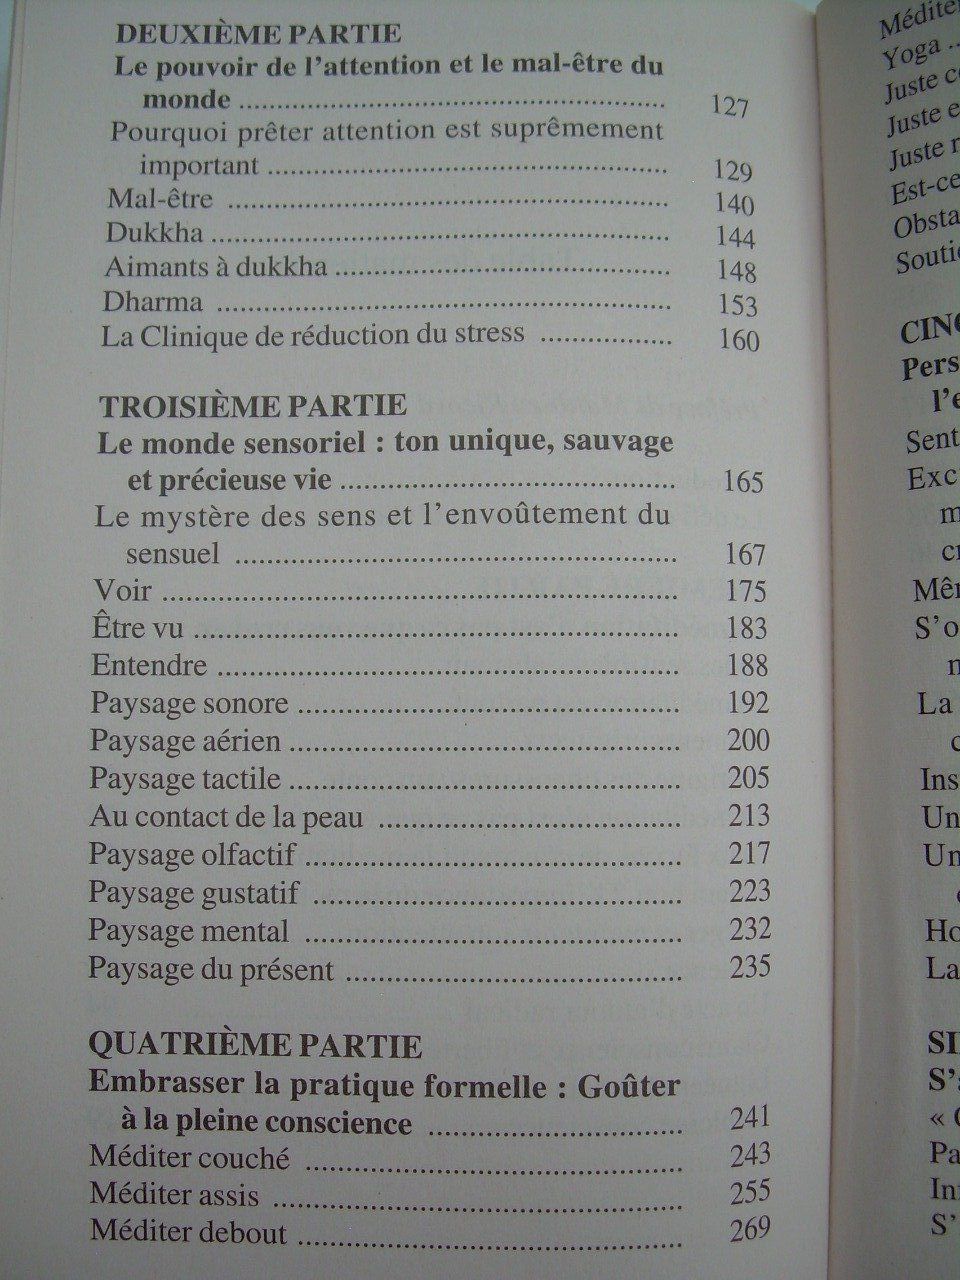 DEUXIÈME PARTIE
Le pouvoir de l'attention et le mal-être du
monde ........ 127
Pourquoi prêter attention est suprêmement
important ........ 129
Mal-être ........ 140
Dukkha ........ 144
Aimants à dukkha ........ 148
Dharma ........ 153
La Clinique de réduction du stress ........ 160
TROISIÈME PARTIE
Le monde sensoriel : ton unique, sauvage
et précieuse vie ........ 165
Le mystère des sens et l'envoûtement du
sensuel ........ 167
Voir ........ 175
Être vu ........ 183
Entendre ........ 188
Paysage sonore ........ 192
Paysage aérien ........ 200
Paysage tactile ........ 205
Au contact de la peau ........ 213
Paysage olfactif ........ 217
Paysage gustatif ........ 223
Paysage mental ........ 232
Paysage du présent ........ 235
QUATRIÈME PARTIE
Embrasser la pratique formelle : Goûter
à la pleine conscience ........ 241
Méditer couché ........ 243
Méditer assis ........ 255
Méditer debout ........ 269
Yoga ..
Juste
Juste
Juste
La
La